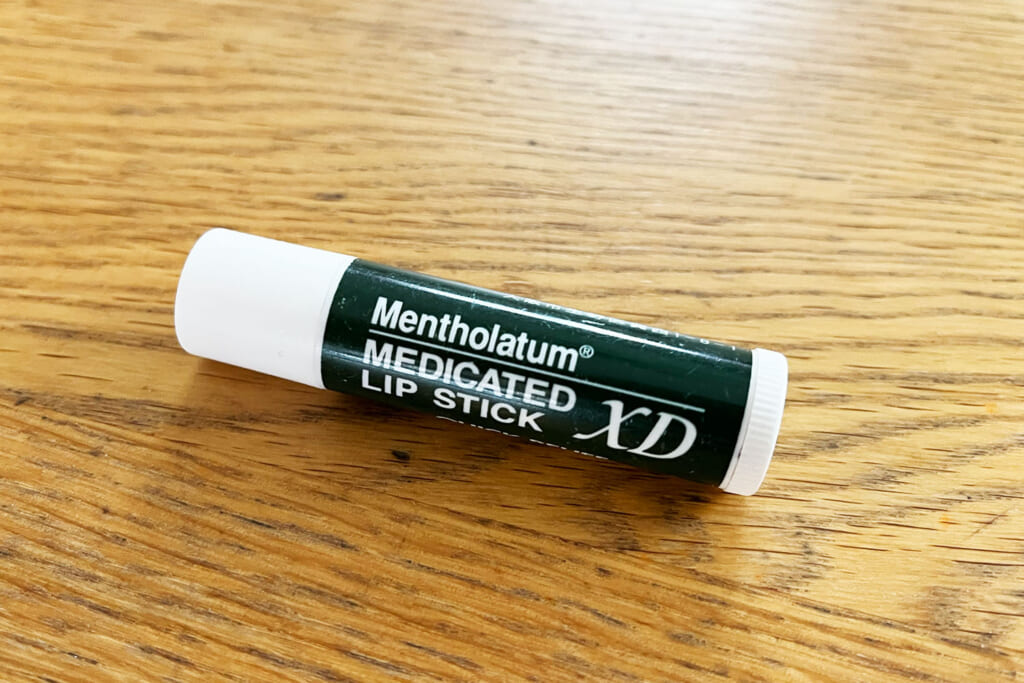 Mentholatum®
MEDICATED
LIP STICK XD